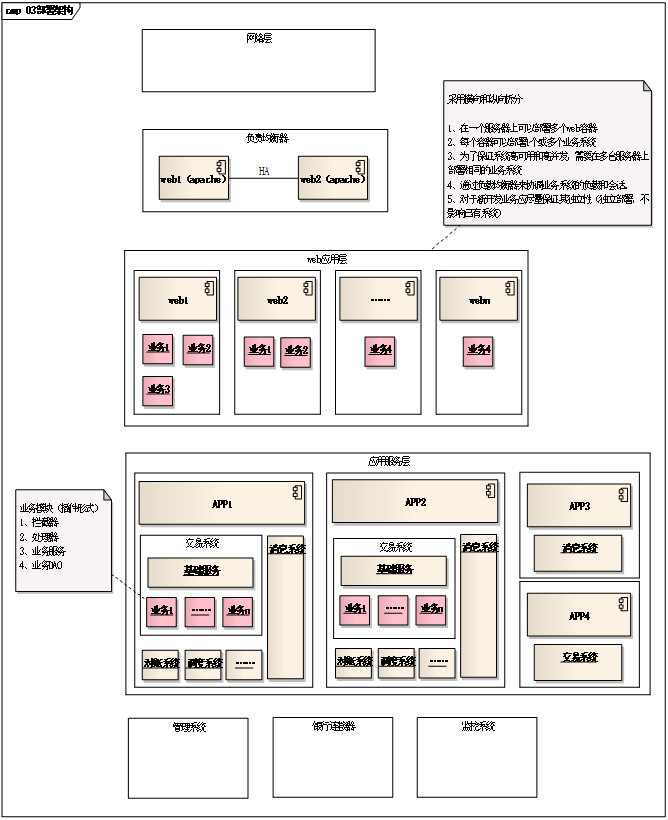 cmp 03部署架构
网络层
负责均衡器
web1 (apache)
HA
web2 (apache)
采用横向和纵向拆分
1、在一个服务器上可以部署多个web容器
2、每个容器可以部署1个或多个业务系统
3、为了保证系统高可用和高并发，需要在多台服务器上
部署相同的业务系统
4、通过负载均衡器来协调业务系统的负载和会话。
5、对于新开发业务应尽量保证其独立性（独立部署，不
影响已有系统）
web应用层
web1
web2
……
webn
业务1
业务2
业务1
业务2
业务4
业务4
业务3
应用服务层
业务模块（插件形式）
1、拦截器
2、处理器
3、业务服务
4、业务DAO
APP1
交易系统
基础服务
业务1
……
业务n
清它系统
对账系统
调度系统
……
APP2
交易系统
基础服务
业务1
……
业务n
清它系统
对账系统
调度系统
……
APP3
清它系统
APP4
交易系统
管理系统
银行连接器
监控系统